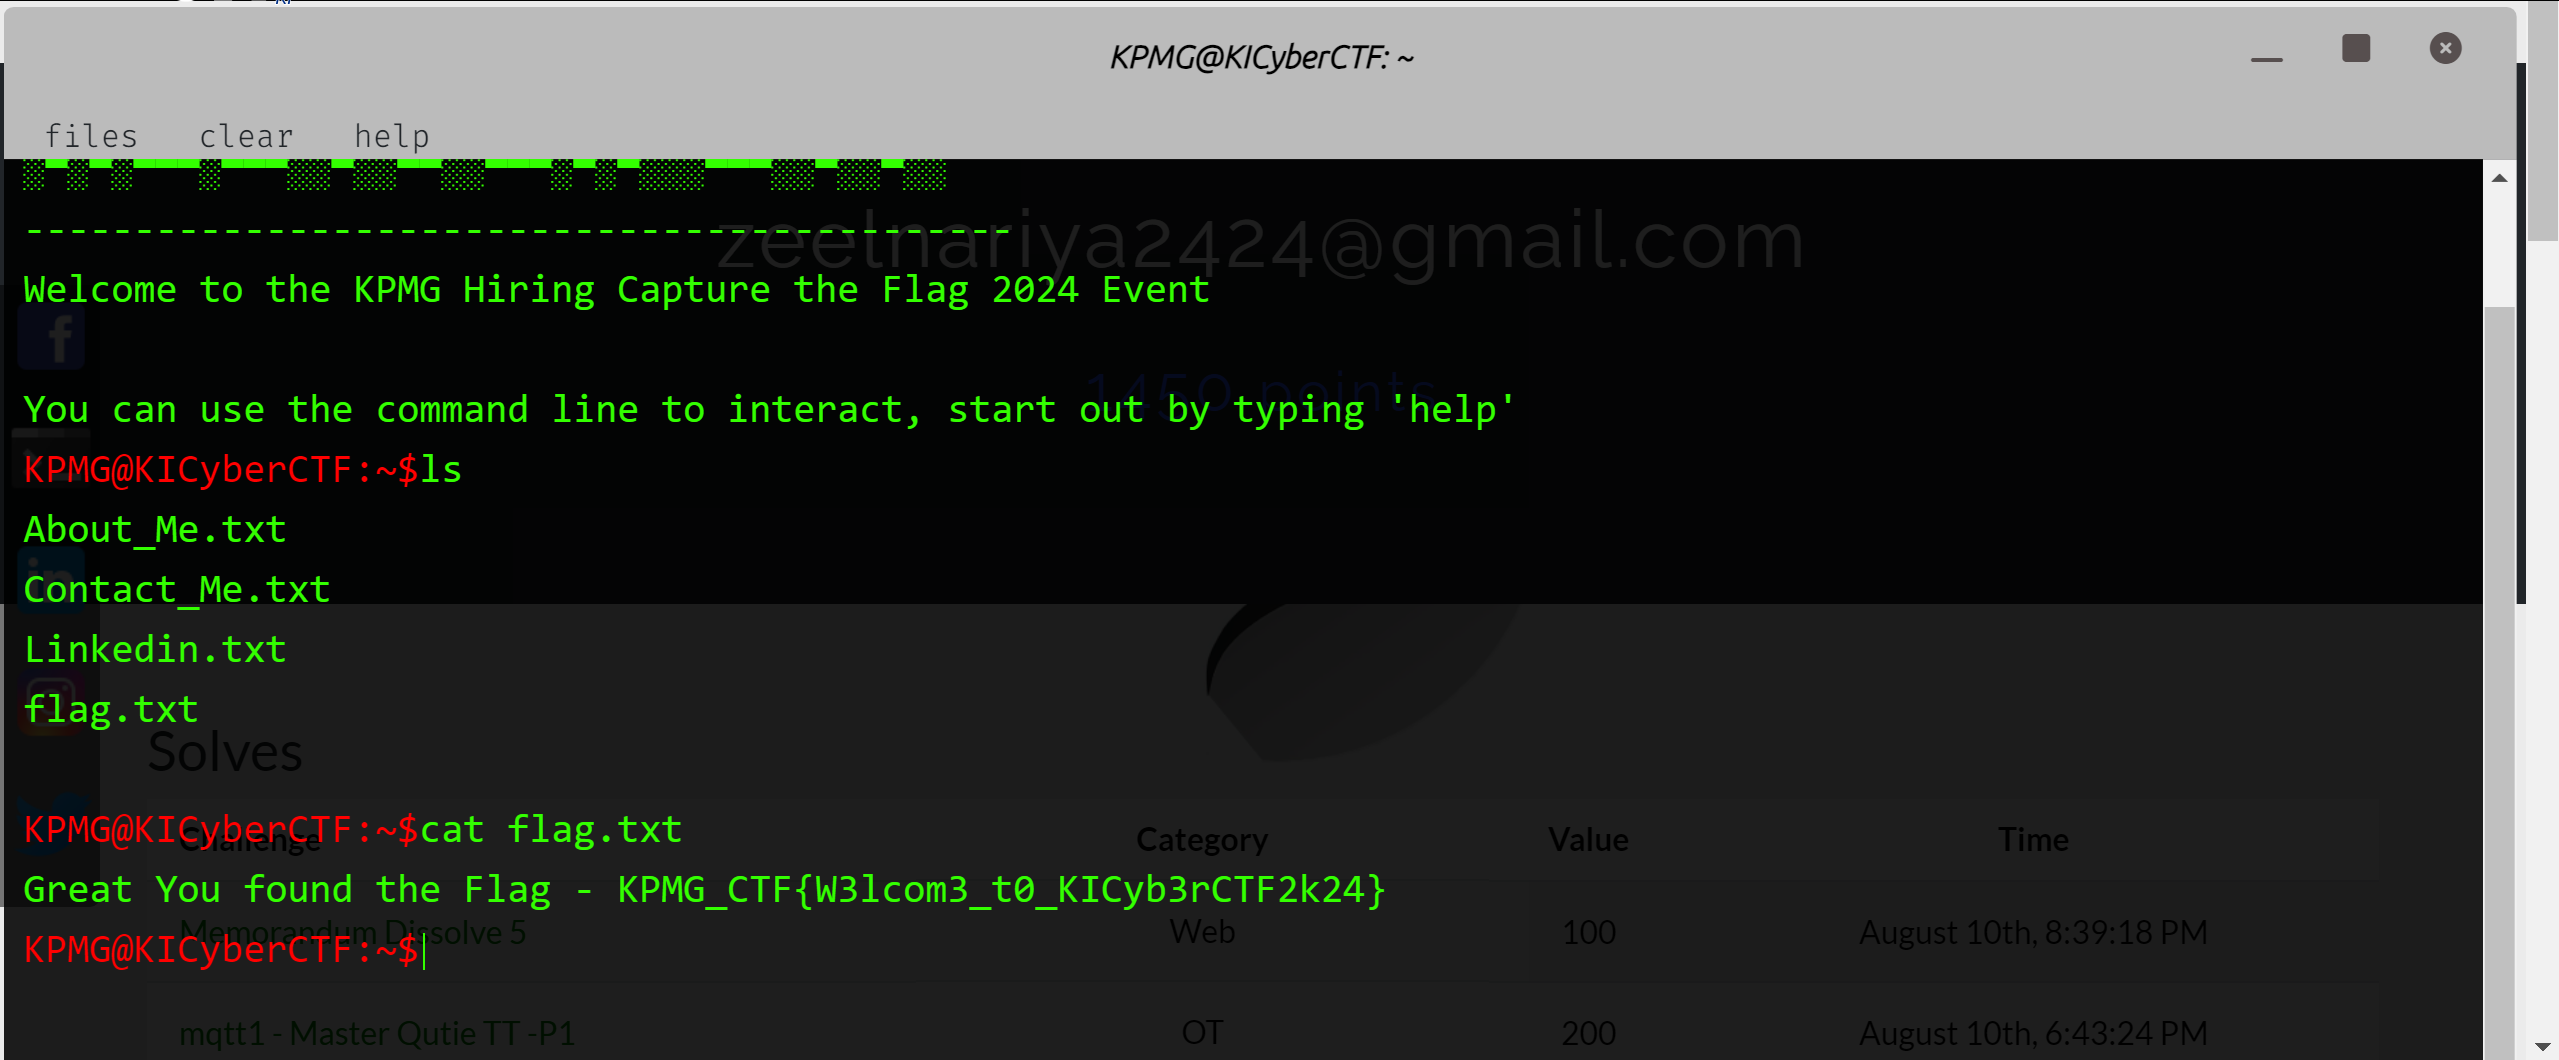 KPMG@KICyberCTF: ~
files clear help
---------------------------------------------
zeelnariya2424@gmail.com
Welcome to the KPMG Hiring Capture the Flag 2024 Event
1450 points
You can use the command line to interact, start out by typing 'help'
KPMG@KICyberCTF:~$ls
About_Me.txt
Contact_Me.txt
Linkedin.txt
flag.txt
Solves
KPMG@KICyberCTF:~$cat flag.txt
Challenge Category Value Time
Great You found the Flag - KPMG_CTF{W3lcom3_t0_KICyb3rCTF2k24}
Memorandum Dissolve 5 Web 100 August 10th, 8:39:18 PM
KPMG@KICyberCTF:~$
mqtt1 - Master Qutie TT -P1 OT 200 August 10th, 6:43:24 PM